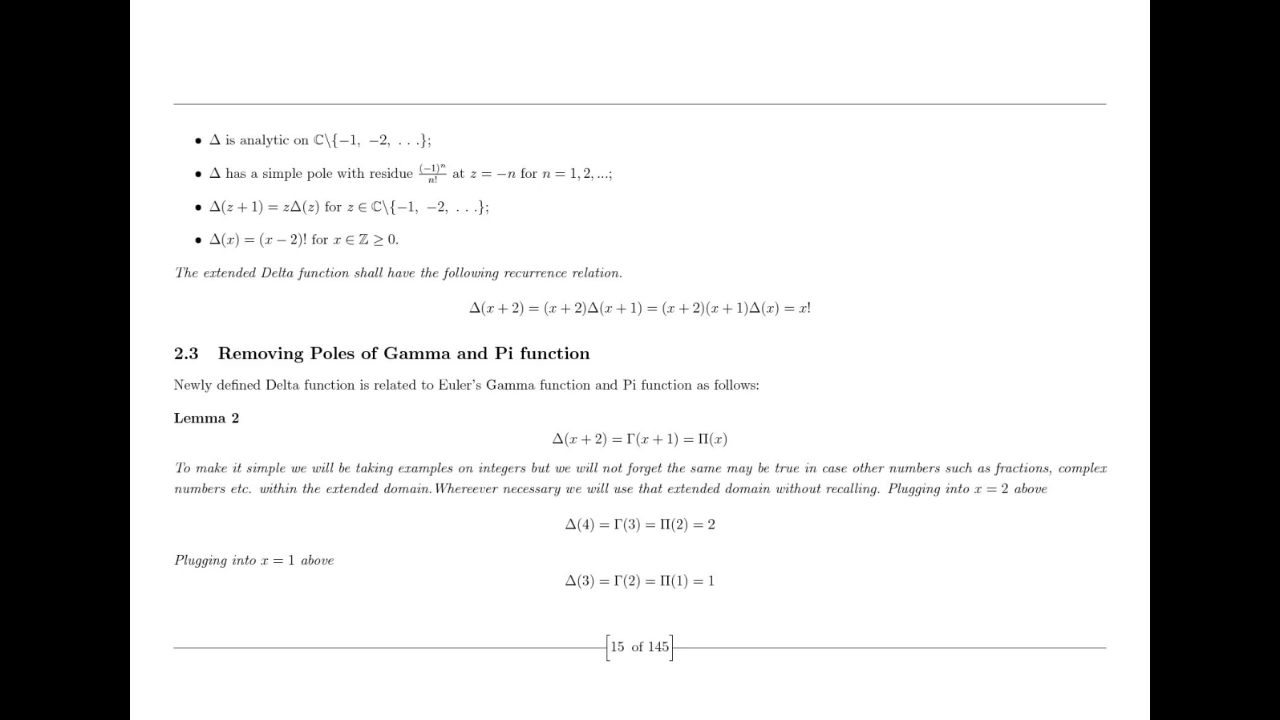 • Δ is analytic on ℂ\{−1, −2, . . .};
• Δ has a simple pole with residue (−1)ⁿ/n! at z = −n for n = 1, 2, ...;
• Δ(z + 1) = zΔ(z) for z ∈ ℂ\{−1, −2, . . .};
• Δ(x) = (x − 2)! for x ∈ ℤ ≥ 0.
The extended Delta function shall have the following recurrence relation.
Δ(x + 2) = (x + 2)Δ(x + 1) = (x + 2)(x + 1)Δ(x) = x!
2.3 Removing Poles of Gamma and Pi function
Newly defined Delta function is related to Euler's Gamma function and Pi function as follows:
Lemma 2
Δ(x + 2) = Γ(x + 1) = Π(x)
To make it simple we will be taking examples on integers but we will not forget the same may be true in case other numbers such as fractions, complex
numbers etc. within the extended domain.Whereever necessary we will use that extended domain without recalling. Plugging into x = 2 above
Δ(4) = Γ(3) = Π(2) = 2
Plugging into x = 1 above
Δ(3) = Γ(2) = Π(1) = 1
[15 of 145]